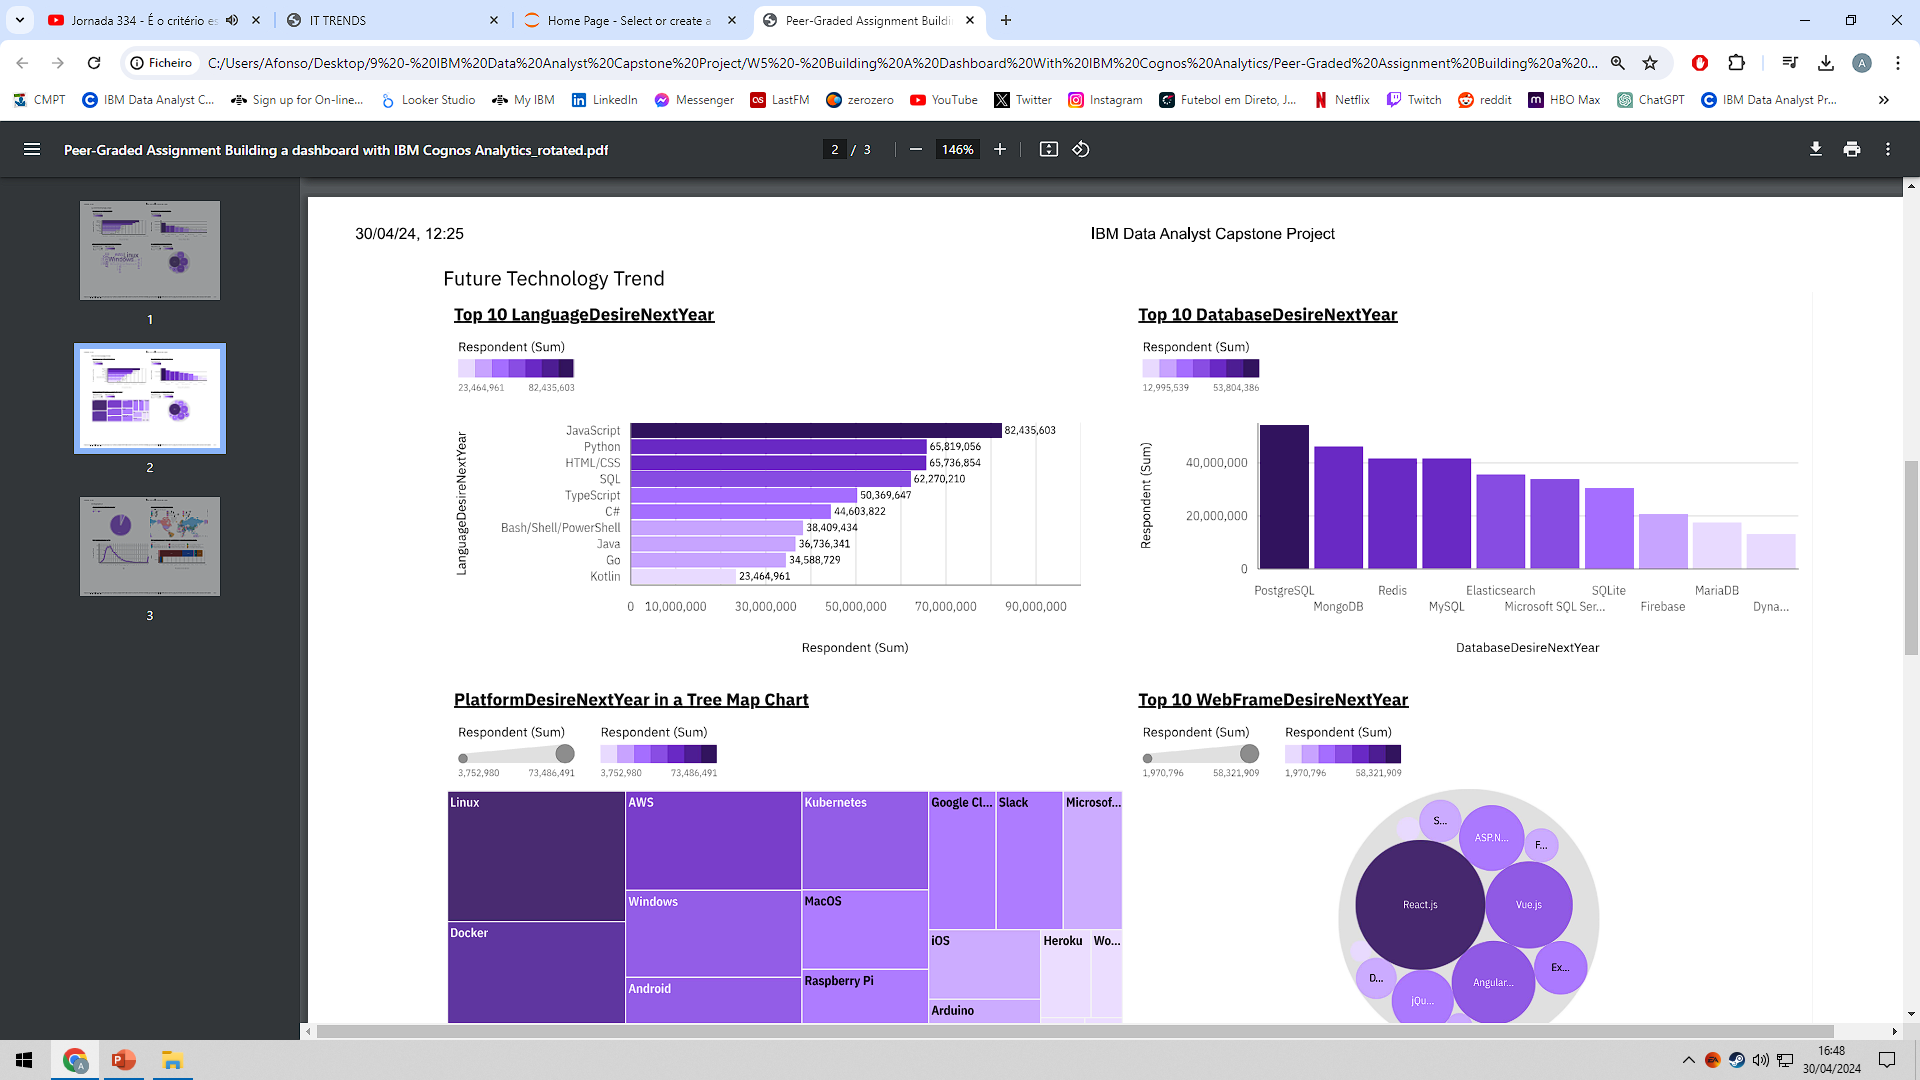 Jornada 334 - É o critério es
IT TRENDS
Home Page - Select or create a
Peer-Graded Assignment Buildin
Ficheiro
C:/Users/Afonso/Desktop/9%20-%20IBM%20Data%20Analyst%20Capstone%20Project/W5%20-%20Building%20A%20Dashboard%20With%20IBM%20Cognos%20Analytics/Peer-Graded%20Assignment%20Building%20a%20...
A
CMPT
IBM Data Analyst C...
Sign up for On-line...
Looker Studio
My IBM
LinkedIn
Messenger
LastFM
zerozero
YouTube
Twitter
Instagram
Futebol em Direto, J...
Netflix
Twitch
reddit
HBO Max
ChatGPT
IBM Data Analyst Pr...
Peer-Graded Assignment Building a dashboard with IBM Cognos Analytics_rotated.pdf
2 / 3
146%
1
2
3
30/04/24, 12:25
IBM Data Analyst Capstone Project
Future Technology Trend
Top 10 LanguageDesireNextYear
Respondent (Sum)
23,464,961 82,435,603
LanguageDesireNextYear
JavaScript 82,435,603
Python 65,819,056
HTML/CSS 65,736,854
SQL 62,270,210
TypeScript 50,369,647
C# 44,603,822
Bash/Shell/PowerShell 38,409,434
Java 36,736,341
Go 34,588,729
Kotlin 23,464,961
0 10,000,000 30,000,000 50,000,000 70,000,000 90,000,000
Respondent (Sum)
Top 10 DatabaseDesireNextYear
Respondent (Sum)
12,995,539 53,804,386
Respondent (Sum)
40,000,000
20,000,000
0
PostgreSQL Redis Elasticsearch SQLite MariaDB
MongoDB MySQL Microsoft SQL Ser... Firebase Dyna...
DatabaseDesireNextYear
PlatformDesireNextYear in a Tree Map Chart
Respondent (Sum) Respondent (Sum)
3,752,980 73,486,491 3,752,980 73,486,491
Linux
AWS
Kubernetes
Google Cl...
Slack
Microsof...
Windows
MacOS
Docker
iOS
Heroku
Wo...
Android
Raspberry Pi
Arduino
Top 10 WebFrameDesireNextYear
Respondent (Sum) Respondent (Sum)
1,970,796 58,321,909 1,970,796 58,321,909
S...
ASP.N...
F...
React.js
Vue.js
Ex...
D...
Angular...
jQu...
16:48
30/04/2024